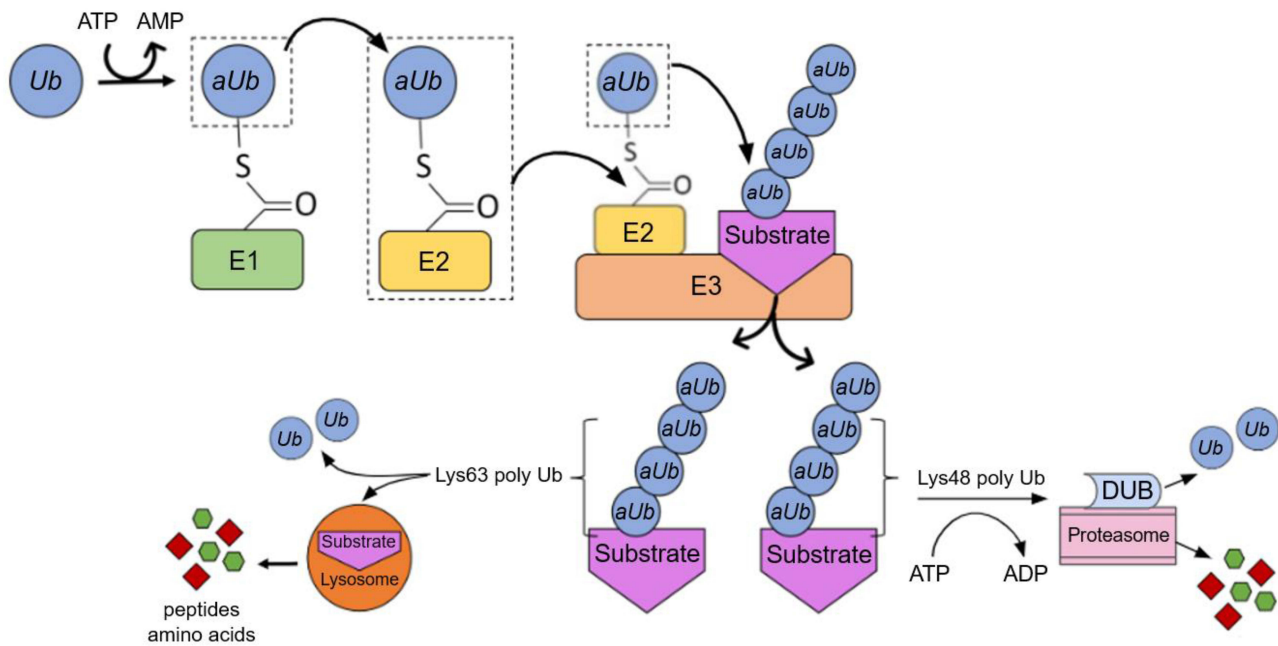 ATP AMP
Ub
aUb
aUb
aUb
aUb
aUb
aUb
aUb
S
S
S
O
O
O
E1
E2
E2
Substrate
E3
Ub
Ub
Lys63 poly Ub
aUb
aUb
aUb
aUb
Substrate
aUb
aUb
aUb
aUb
Substrate
Lys48 poly Ub
ATP
ADP
DUB
Proteasome
Ub
Ub
Substrate
Lysosome
peptides
amino acids